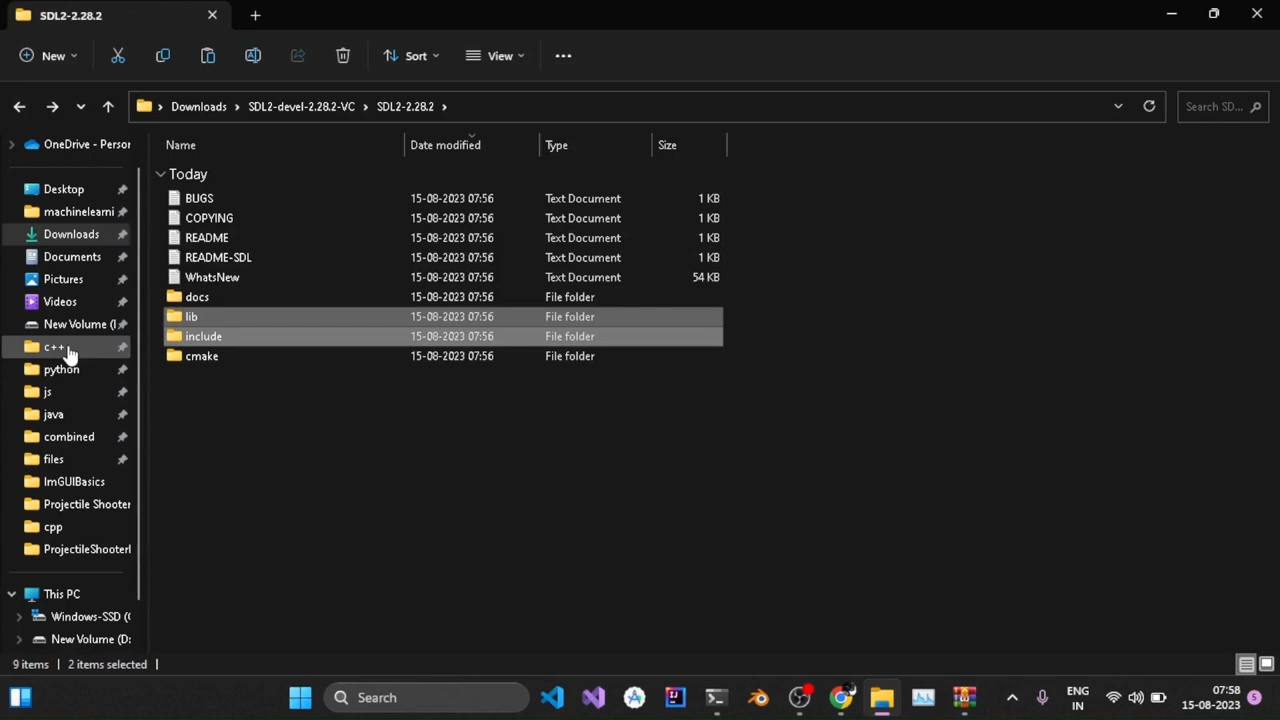 SDL2-2.28.2
New
Sort
View
Downloads
SDL2-devel-2.28.2-VC
SDL2-2.28.2
Search SD...
OneDrive - Persor
Desktop
machinelearni
Downloads
Documents
Pictures
Videos
New Volume (I
c++
python
js
java
combined
files
ImGUIBasics
Projectile Shooter
cpp
ProjectileShooterI
This PC
Windows-SSD (
New Volume (D:
Name Date modified Type Size
Today
BUGS 15-08-2023 07:56 Text Document 1 KB
COPYING 15-08-2023 07:56 Text Document 1 KB
README 15-08-2023 07:56 Text Document 1 KB
README-SDL 15-08-2023 07:56 Text Document 1 KB
WhatsNew 15-08-2023 07:56 Text Document 54 KB
docs 15-08-2023 07:56 File folder
lib 15-08-2023 07:56 File folder
include 15-08-2023 07:56 File folder
cmake 15-08-2023 07:56 File folder
9 items 2 items selected
Search
ENG
IN
07:58
15-08-2023
5